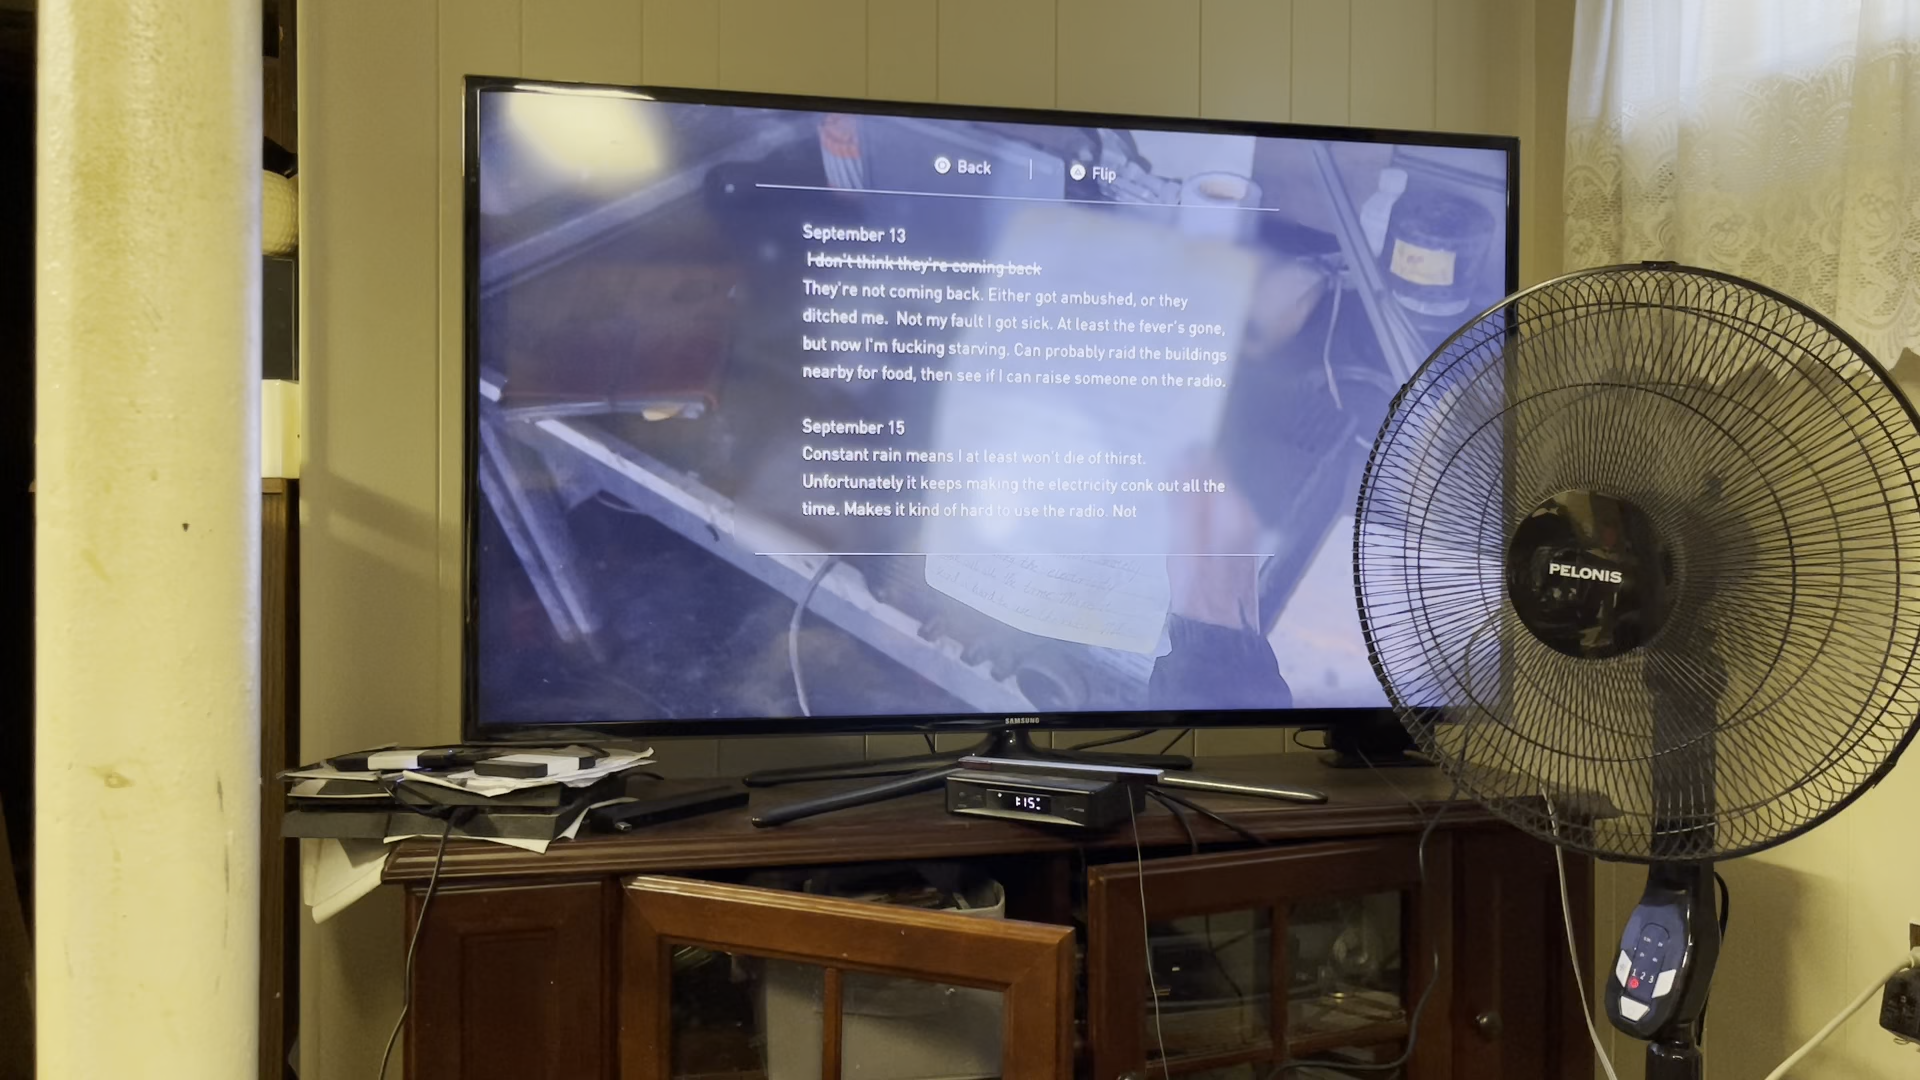 Back | Flip
September 13
I don't think they're coming back
They're not coming back. Either got ambushed, or they
ditched me. Not my fault I got sick. At least the fever's gone,
but now I'm fucking starving. Can probably raid the buildings
nearby for food, then see if I can raise someone on the radio.
September 15
Constant rain means I at least won't die of thirst.
Unfortunately it keeps making the electricity conk out all the
time. Makes it kind of hard to use the radio. Not
SAMSUNG
PELONIS
1 2 3